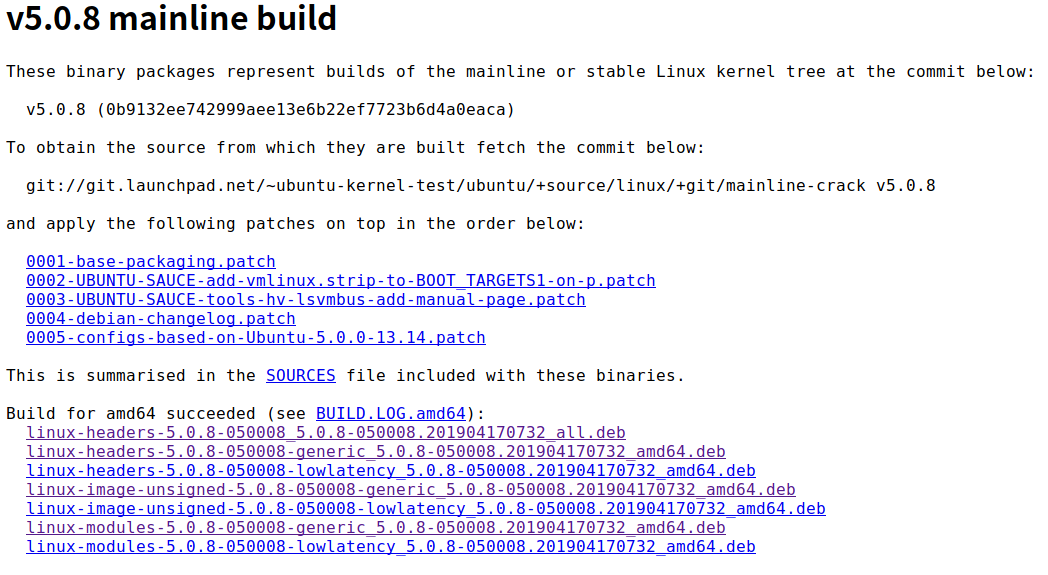 v5.0.8 mainline build
These binary packages represent builds of the mainline or stable Linux kernel tree at the commit below:
v5.0.8 (0b9132ee742999aee13e6b22ef7723b6d4a0eaca)
To obtain the source from which they are built fetch the commit below:
git://git.launchpad.net/~ubuntu-kernel-test/ubuntu/+source/linux/+git/mainline-crack v5.0.8
and apply the following patches on top in the order below:
0001-base-packaging.patch
0002-UBUNTU-SAUCE-add-vmlinux.strip-to-BOOT_TARGETS1-on-p.patch
0003-UBUNTU-SAUCE-tools-hv-lsvmbus-add-manual-page.patch
0004-debian-changelog.patch
0005-configs-based-on-Ubuntu-5.0.0-13.14.patch
This is summarised in the SOURCES file included with these binaries.
Build for amd64 succeeded (see BUILD.LOG.amd64):
linux-headers-5.0.8-050008_5.0.8-050008.201904170732_all.deb
linux-headers-5.0.8-050008-generic_5.0.8-050008.201904170732_amd64.deb
linux-headers-5.0.8-050008-lowlatency_5.0.8-050008.201904170732_amd64.deb
linux-image-unsigned-5.0.8-050008-generic_5.0.8-050008.201904170732_amd64.deb
linux-image-unsigned-5.0.8-050008-lowlatency_5.0.8-050008.201904170732_amd64.deb
linux-modules-5.0.8-050008-generic_5.0.8-050008.201904170732_amd64.deb
linux-modules-5.0.8-050008-lowlatency_5.0.8-050008.201904170732_amd64.deb